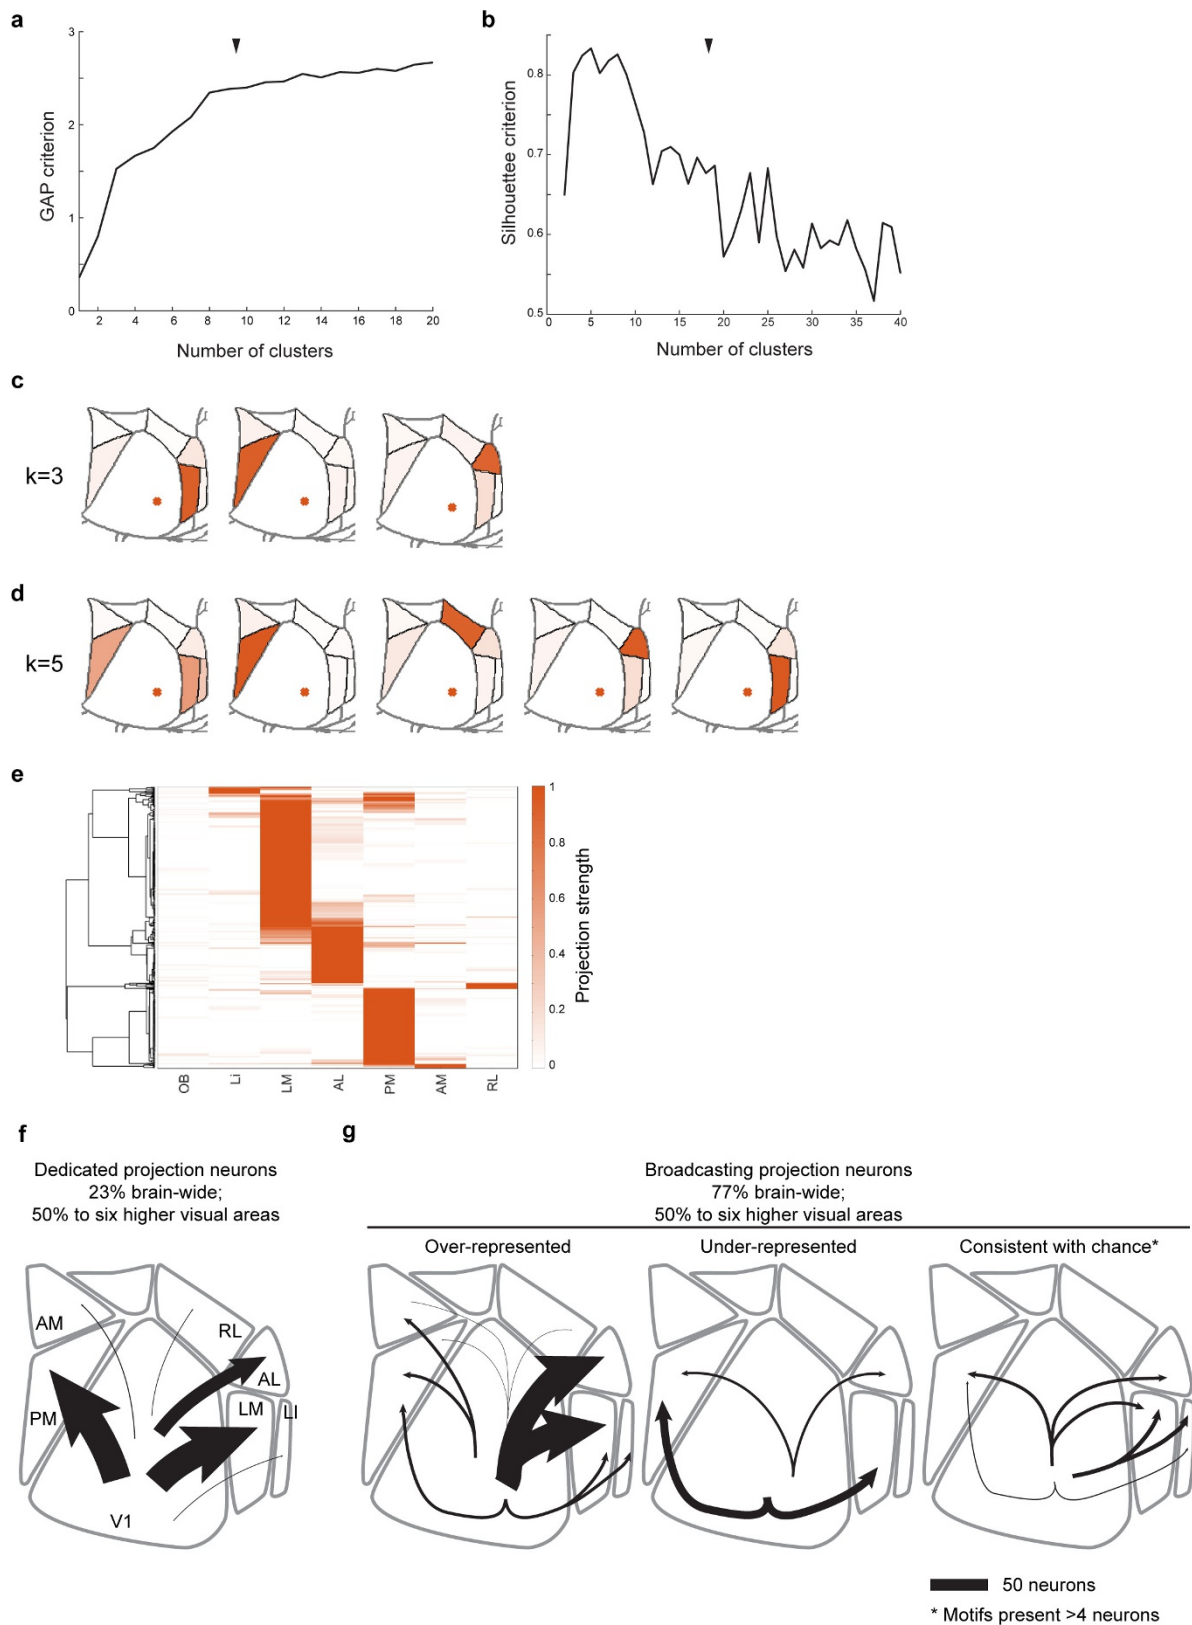 a
b
3
2
1
0
GAP criterion
2 4 6 8 10 12 14 16 18 20
Number of clusters
0.8
0.7
0.6
0.5
Silhouettee criterion
0 5 10 15 20 25 30 35 40
Number of clusters
c
k=3
d
k=5
e
1
0.8
0.6
0.4
0.2
0
Projection strength
OB Li LM AL PM AM RL
f
Dedicated projection neurons
23% brain-wide;
50% to six higher visual areas
AM
RL
AL
PM
LM
LI
V1
g
Broadcasting projection neurons
77% brain-wide;
50% to six higher visual areas
Over-represented
Under-represented
Consistent with chance*
50 neurons
* Motifs present >4 neurons